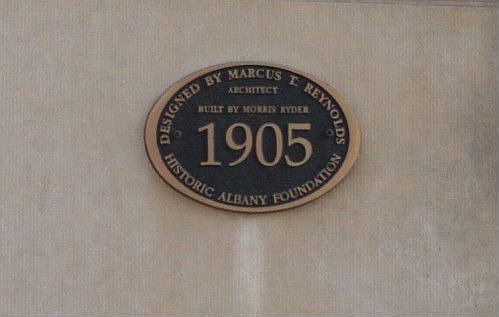 DESIGNED BY MARCUS T. REYNOLDS
ARCHITECT
BUILT BY MORRIS RYDER
1905
HISTORIC ALBANY FOUNDATION